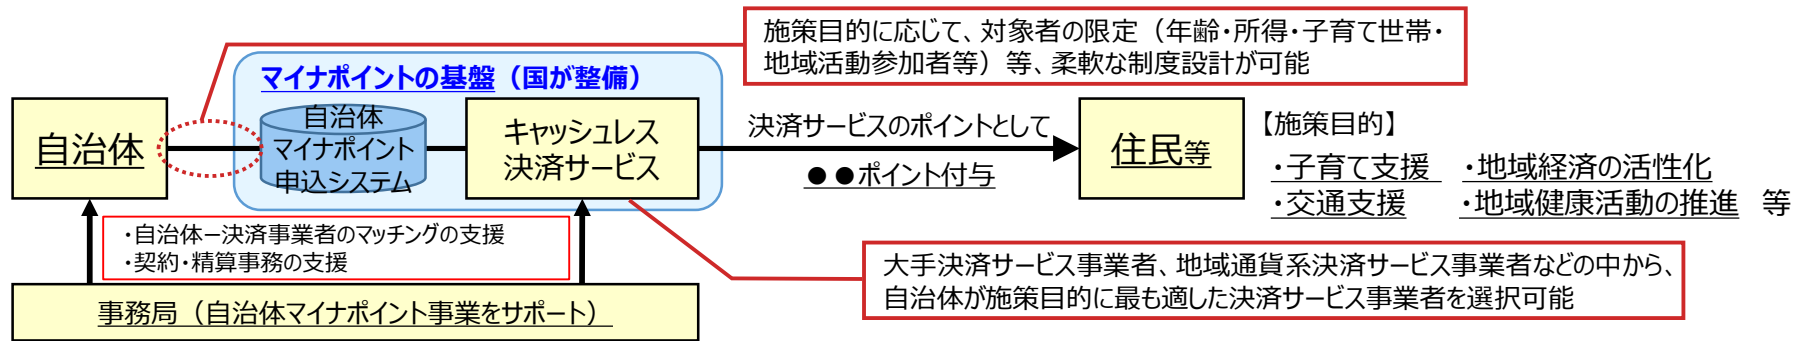 施策目的に応じて、対象者の限定（年齢・所得・子育て世帯・
地域活動参加者等）等、柔軟な制度設計が可能
マイナポイントの基盤（国が整備）
自治体
自治体
マイナポイント
申込システム
キャッシュレス
決済サービス
決済サービスのポイントとして
●●ポイント付与
住民等
【施策目的】
・子育て支援　・地域経済の活性化
・交通支援　・地域健康活動の推進　等
・自治体－決済事業者のマッチングの支援
・契約・精算事務の支援
大手決済サービス事業者、地域通貨系決済サービス事業者などの中から、
自治体が施策目的に最も適した決済サービス事業者を選択可能
事務局（自治体マイナポイント事業をサポート）